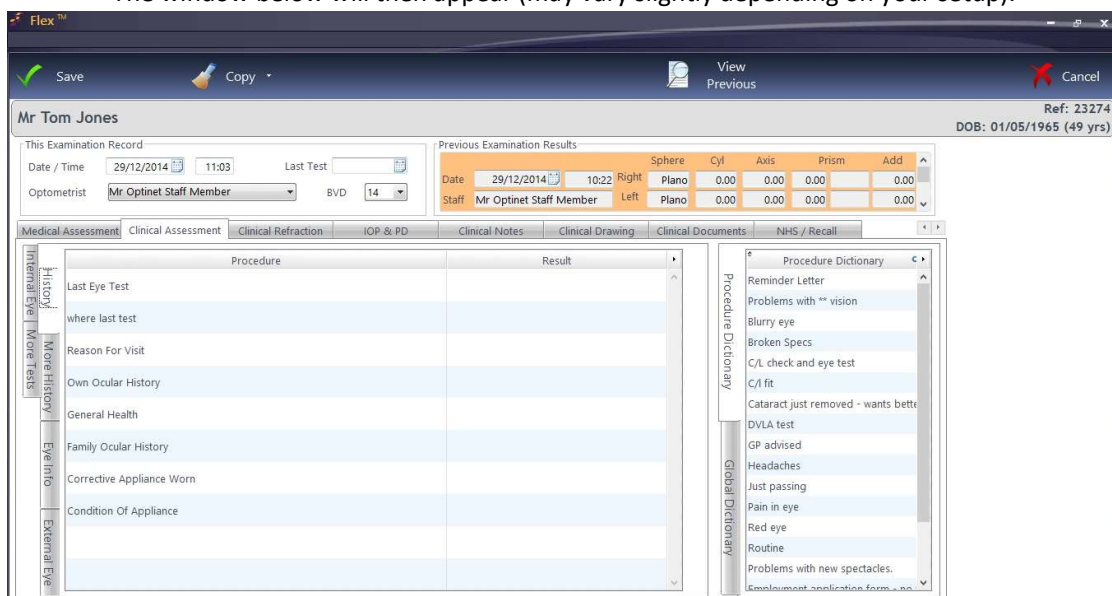 The window below will then appear (may vary slightly depending on your setup).
Flex™
Save
Copy
View Previous
Cancel
Mr Tom Jones
Ref: 23274
DOB: 01/05/1965 (49 yrs)
This Examination Record
Date / Time 29/12/2014 11:03 Last Test
Optometrist Mr Optinet Staff Member BVD 14
Previous Examination Results
Sphere Cyl Axis Prism Add
Date 29/12/2014 10:22 Right Plano 0.00 0.00 0.00 0.00
Staff Mr Optinet Staff Member Left Plano 0.00 0.00 0.00 0.00
Medical Assessment Clinical Assessment Clinical Refraction IOP & PD Clinical Notes Clinical Drawing Clinical Documents NHS / Recall
Internal Eye
More Tests
History
More History
Eye Info
External Eye
Procedure Result
Last Eye Test
where last test
Reason For Visit
Own Ocular History
General Health
Family Ocular History
Corrective Appliance Worn
Condition Of Appliance
Procedure Dictionary
Global Dictionary
Procedure Dictionary
Reminder Letter
Problems with ** vision
Blurry eye
Broken Specs
C/L check and eye test
C/l fit
Cataract just removed - wants bette
DVLA test
GP advised
Headaches
Just passing
Pain in eye
Red eye
Routine
Problems with new spectacles.
Employment application form - no